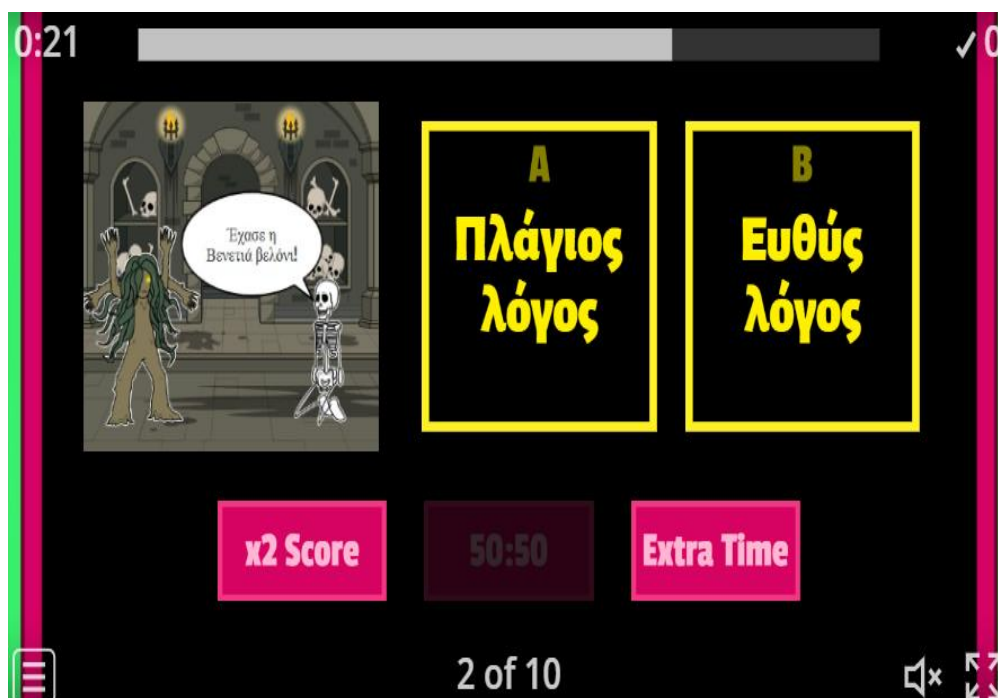 0:21
✓ 0
Έχασε η
Βενετιά βελόνι!
A
Πλάγιος
λόγος
B
Ευθύς
λόγος
x2 Score
50:50
Extra Time
2 of 10